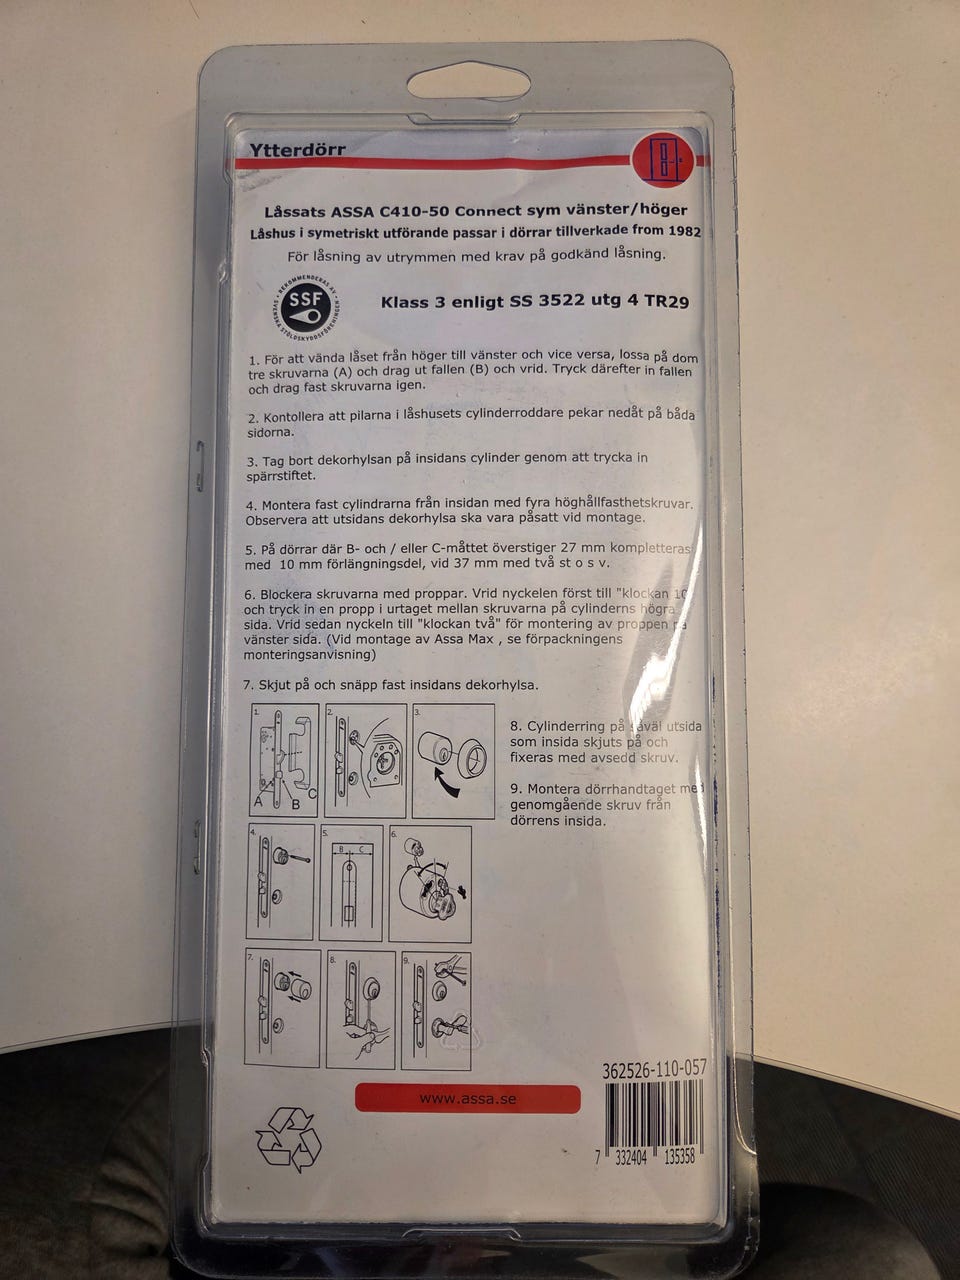 Ytterdörr
Låssats ASSA C410-50 Connect sym vänster/höger
Låshus i symetriskt utförande passar i dörrar tillverkade from 1982
För låsning av utrymmen med krav på godkänd låsning.
REKOMMENDERAS AV
SSF
SVENSKA STÖLDSKYDDSFÖRENINGEN
Klass 3 enligt SS 3522 utg 4 TR29
1. För att vända låset från höger till vänster och vice versa, lossa på dom
tre skruvarna (A) och drag ut fallen (B) och vrid. Tryck därefter in fallen
och drag fast skruvarna igen.
2. Kontollera att pilarna i låshusets cylinderroddare pekar nedåt på båda
sidorna.
3. Tag bort dekorhylsan på insidans cylinder genom att trycka in
spärrstiftet.
4. Montera fast cylindrarna från insidan med fyra höghållfasthetskruvar.
Observera att utsidans dekorhylsa ska vara påsatt vid montage.
5. På dörrar där B- och / eller C-måttet överstiger 27 mm kompletteras
med 10 mm förlängningsdel, vid 37 mm med två st o s v.
6. Blockera skruvarna med proppar. Vrid nyckelen först till "klockan 10
och tryck in en propp i urtaget mellan skruvarna på cylinderns högra
sida. Vrid sedan nyckeln till "klockan två" för montering av proppen på
vänster sida. (Vid montage av Assa Max , se förpackningens
monteringsanvisning)
7. Skjut på och snäpp fast insidans dekorhylsa.
8. Cylinderring på såväl utsida
som insida skjuts på och
fixeras med avsedd skruv.
9. Montera dörrhandtaget med
genomgående skruv från
dörrens insida.
1. 2. 3.
A B C
4. 5. 6.
B C
7. 8. 9.
www.assa.se
362526-110-057
7 332404 135358